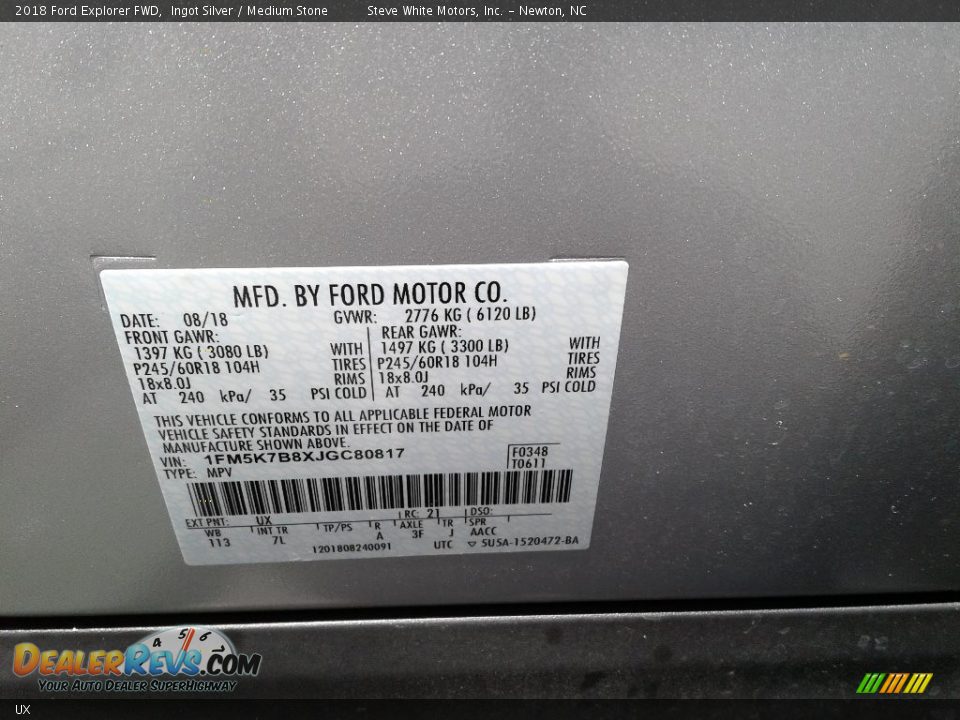 2018 Ford Explorer FWD, Ingot Silver / Medium Stone Steve White Motors, Inc. – Newton, NC
MFD. BY FORD MOTOR CO.
DATE: 08/18 GVWR: 2776 KG ( 6120 LB)
FRONT GAWR: REAR GAWR:
1397 KG ( 3080 LB) WITH 1497 KG ( 3300 LB) WITH
P245/60R18 104H TIRES P245/60R18 104H TIRES
18x8.0J RIMS 18x8.0J RIMS
AT 240 kPa/ 35 PSI COLD AT 240 kPa/ 35 PSI COLD
THIS VEHICLE CONFORMS TO ALL APPLICABLE FEDERAL MOTOR
VEHICLE SAFETY STANDARDS IN EFFECT ON THE DATE OF
MANUFACTURE SHOWN ABOVE.
VIN: 1FM5K7B8XJGC80817 F0348
TYPE: MPV T0611
RC: 21 DSO:
EXT PNT: UX
WB INT TR TP/PS R AXLE TR SPR
113 7L A 3F J AACC
1201808240091 UTC ▽ 5U5A-1520472-BA
4 5 6
DealerRevs.com
Your Auto Dealer SuperHighway
UX